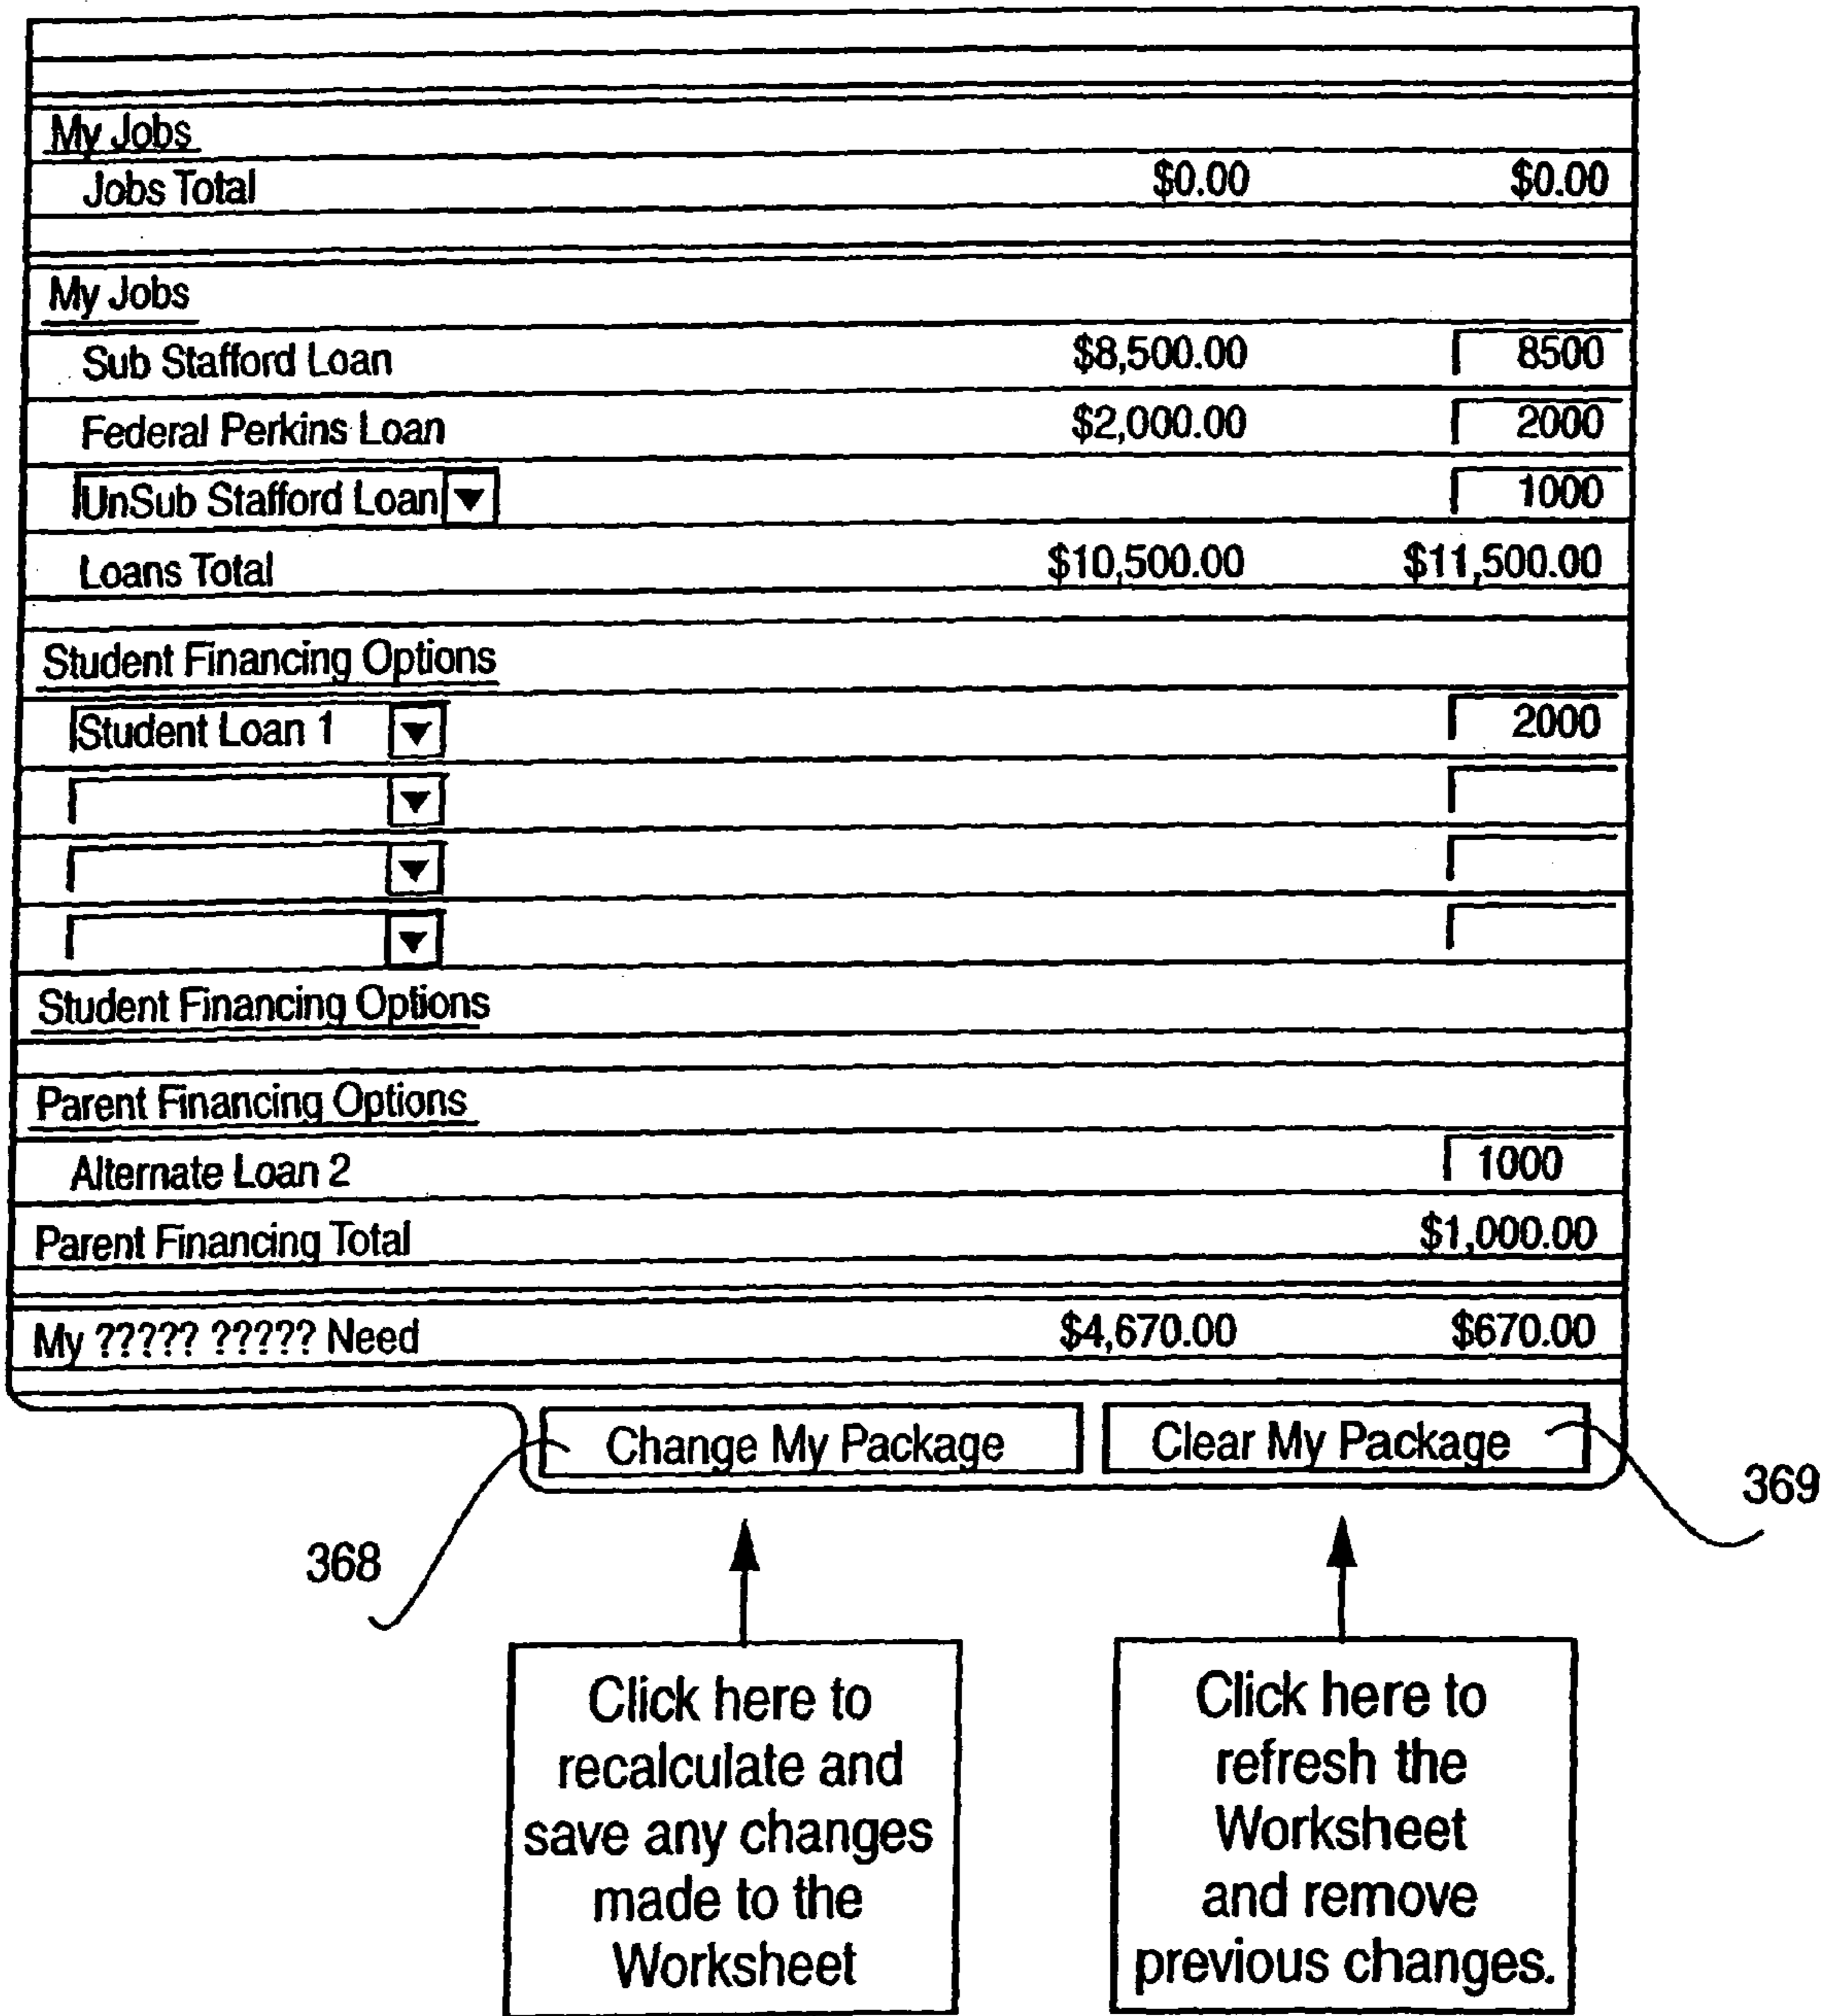 My Jobs
Jobs Total $0.00 $0.00
My Jobs
Sub Stafford Loan $8,500.00 8500
Federal Perkins Loan $2,000.00 2000
UnSub Stafford Loan 1000
Loans Total $10,500.00 $11,500.00
Student Financing Options
Student Loan 1 2000
Student Financing Options
Parent Financing Options
Alternate Loan 2 1000
Parent Financing Total $1,000.00
My ????? ????? Need $4,670.00 $670.00
Change My Package Clear My Package
368
369
Click here to
recalculate and
save any changes
made to the
Worksheet
Click here to
refresh the
Worksheet
and remove
previous changes.